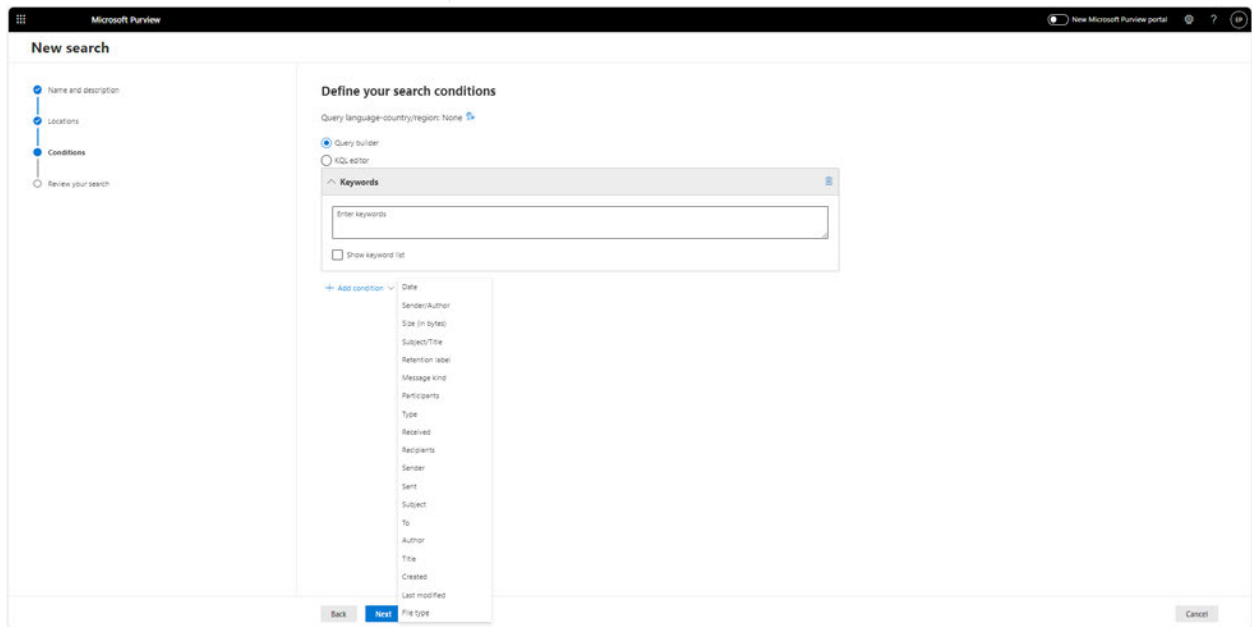 Microsoft Purview
New Microsoft Purview portal
?
EP
New search
Name and description
Locations
Conditions
Review your search
Define your search conditions
Query language-country/region: None
Query builder
KQL editor
Keywords
Enter keywords
Show keyword list
+ Add condition
Date
Sender/Author
Size (in bytes)
Subject/Title
Retention label
Message kind
Participants
Type
Received
Recipients
Sender
Sent
Subject
To
Author
Title
Created
Last modified
File type
Back
Next
Cancel